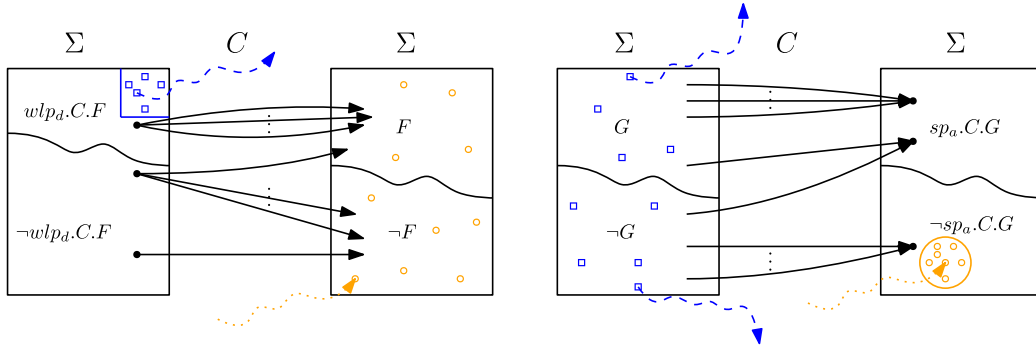 Σ C Σ Σ C Σ
wlp_d.C.F F G sp_a.C.G
¬wlp_d.C.F ¬F ¬G ¬sp_a.C.G